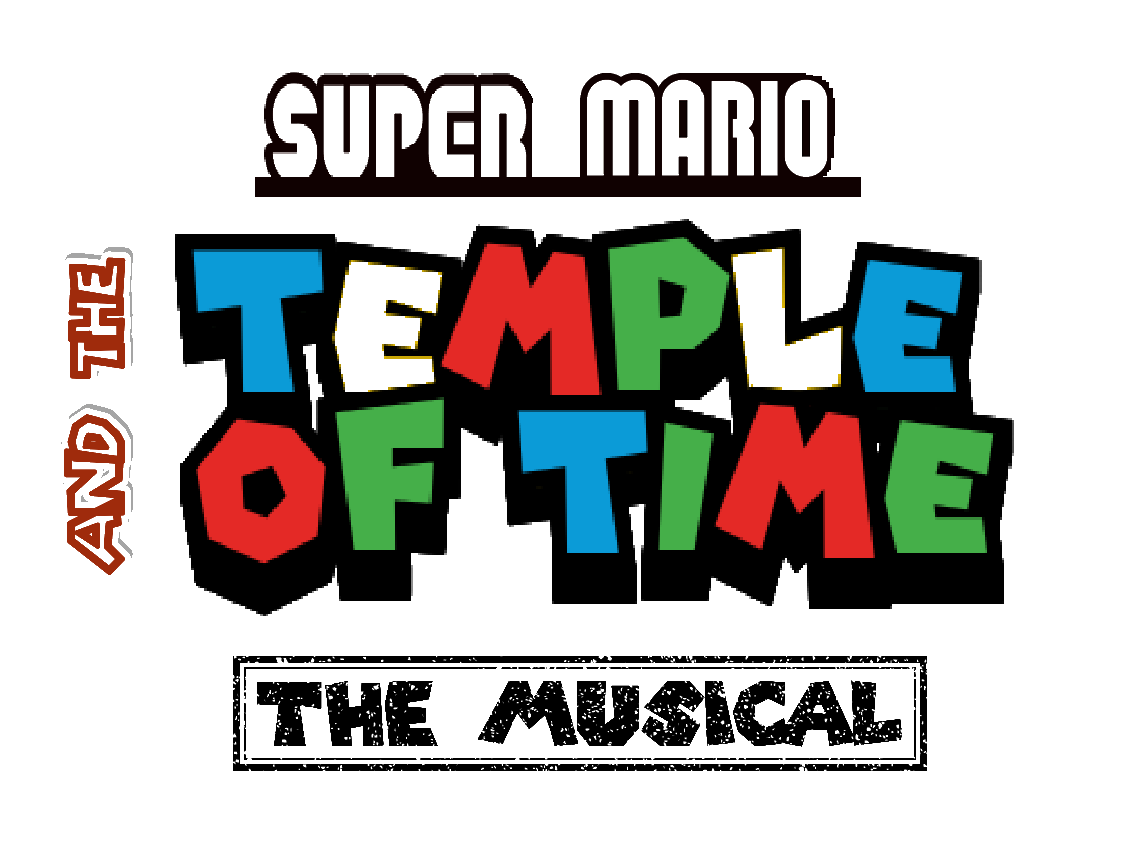 SUPER MARIO
AND THE
TEMPLE
OF TIME
THE MUSICAL